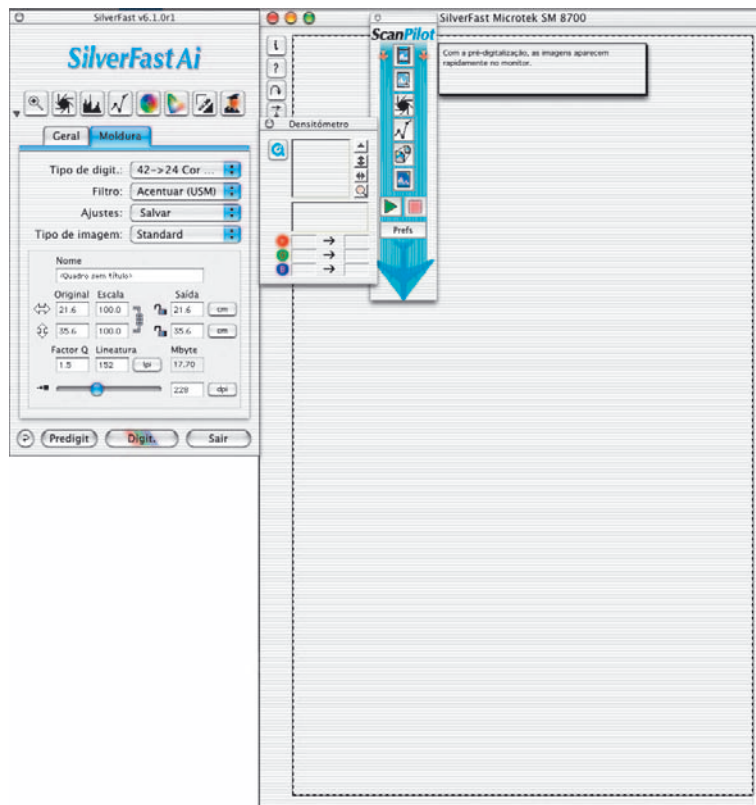 SilverFast v6.1.0r1
SilverFast Ai
Geral Moldura
Tipo de digit.: 42->24 Cor ...
Filtro: Acentuar (USM)
Ajustes: Salvar
Tipo de imagem: Standard
Nome
<Quadro sem título>
Original Escala Saída
21.6 100.0 21.6 cm
35.6 100.0 35.6 cm
Factor Q Lineatura Mbyte
1.5 152 lpi 17.70
228 dpi
Predigit Digit. Sair
SilverFast Microtek SM 8700
ScanPilot
Com a pré-digitalização, as imagens aparecem
rapidamente no monitor.
Densitómetro
Prefs